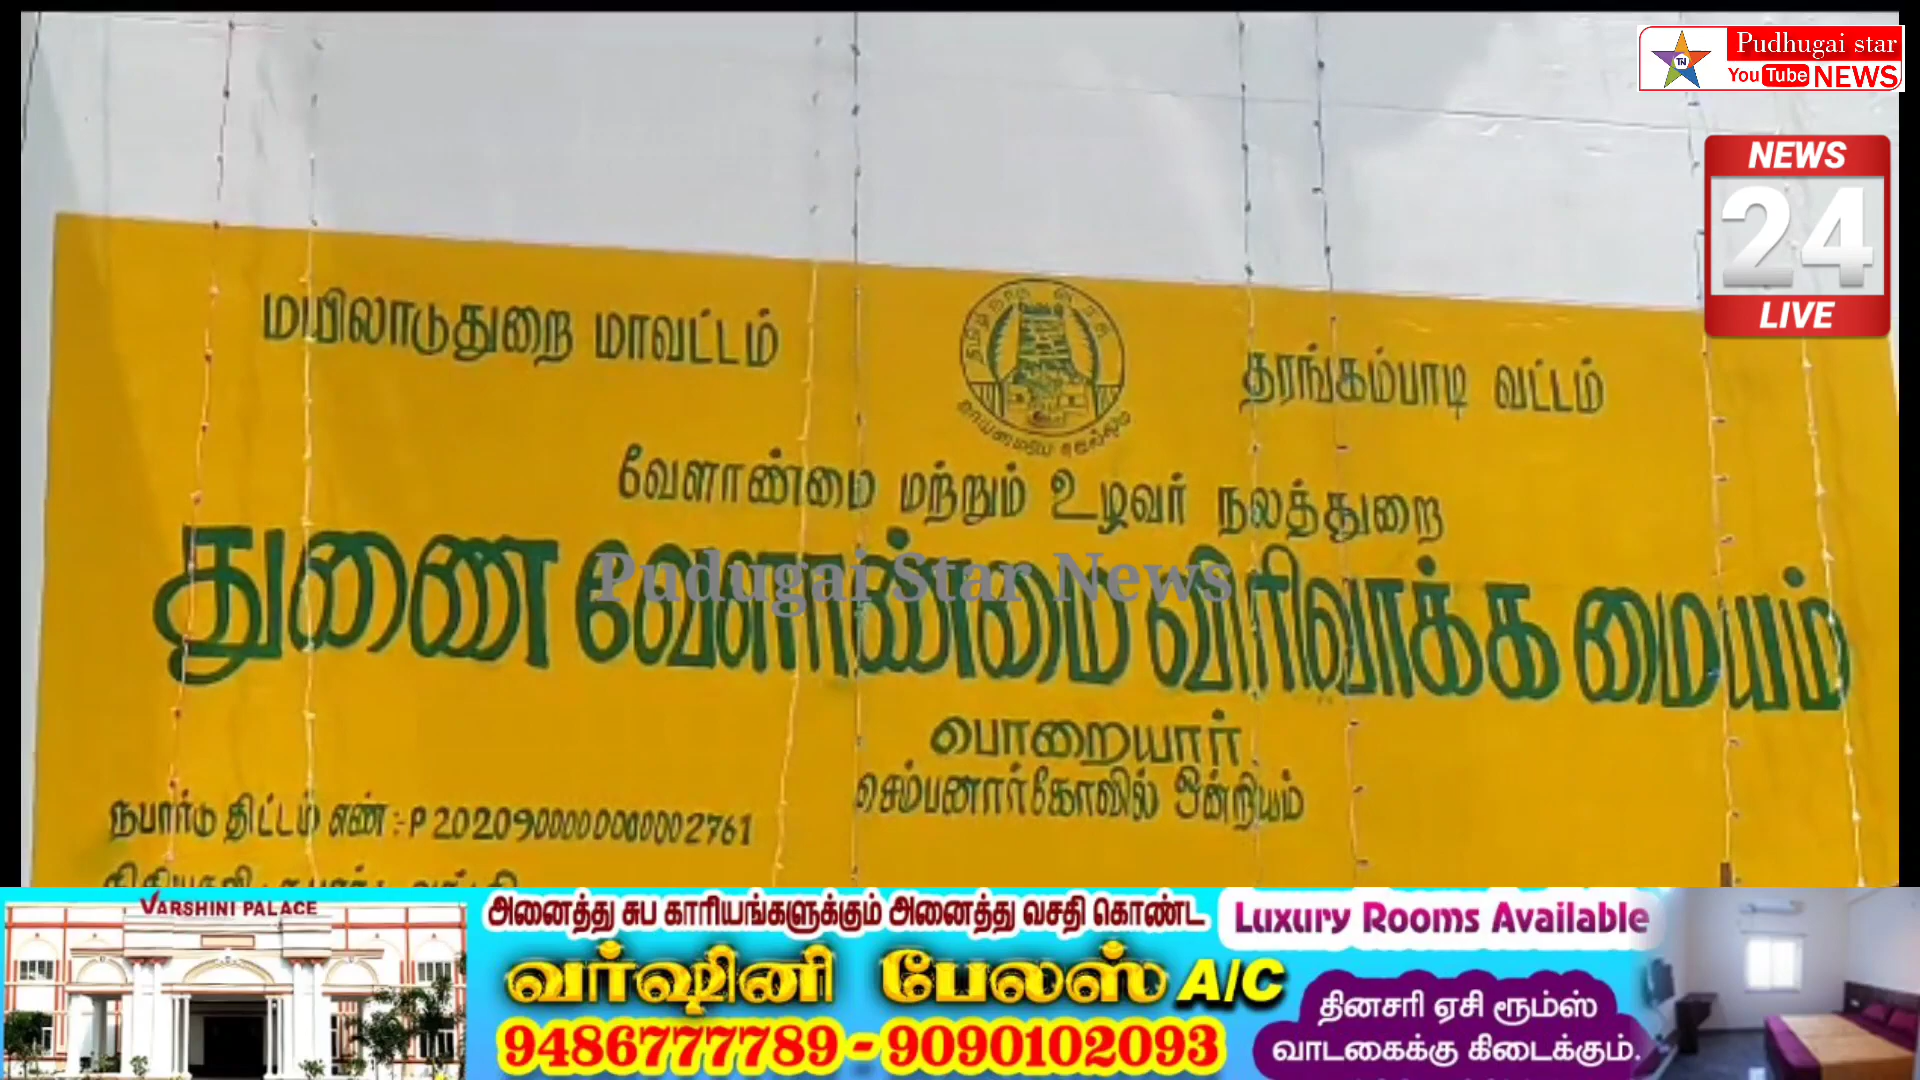 Pudhugai star
You Tube NEWS
NEWS
24
LIVE
மயிலாடுதுறை மாவட்டம்
தரங்கம்பாடி வட்டம்
வேளாண்மை மற்றும் உழவர் நலத்துறை
துணை வேளாண்மை விரிவாக்க மையம்
Pudugai Star News
பொறையார்.
செம்பனார்கோவில் ஒன்றியம்
நபார்டு திட்டம் எண் :-
VARSHINI PALACE
அனைத்து சுப காரியங்களுக்கும் அனைத்து வசதி கொண்ட
Luxury Rooms Available
வர்ஷினி பேலஸ் A/C
9486777789 - 9090102093
தினசரி ஏசி ரூம்ஸ்
வாடகைக்கு கிடைக்கும்.